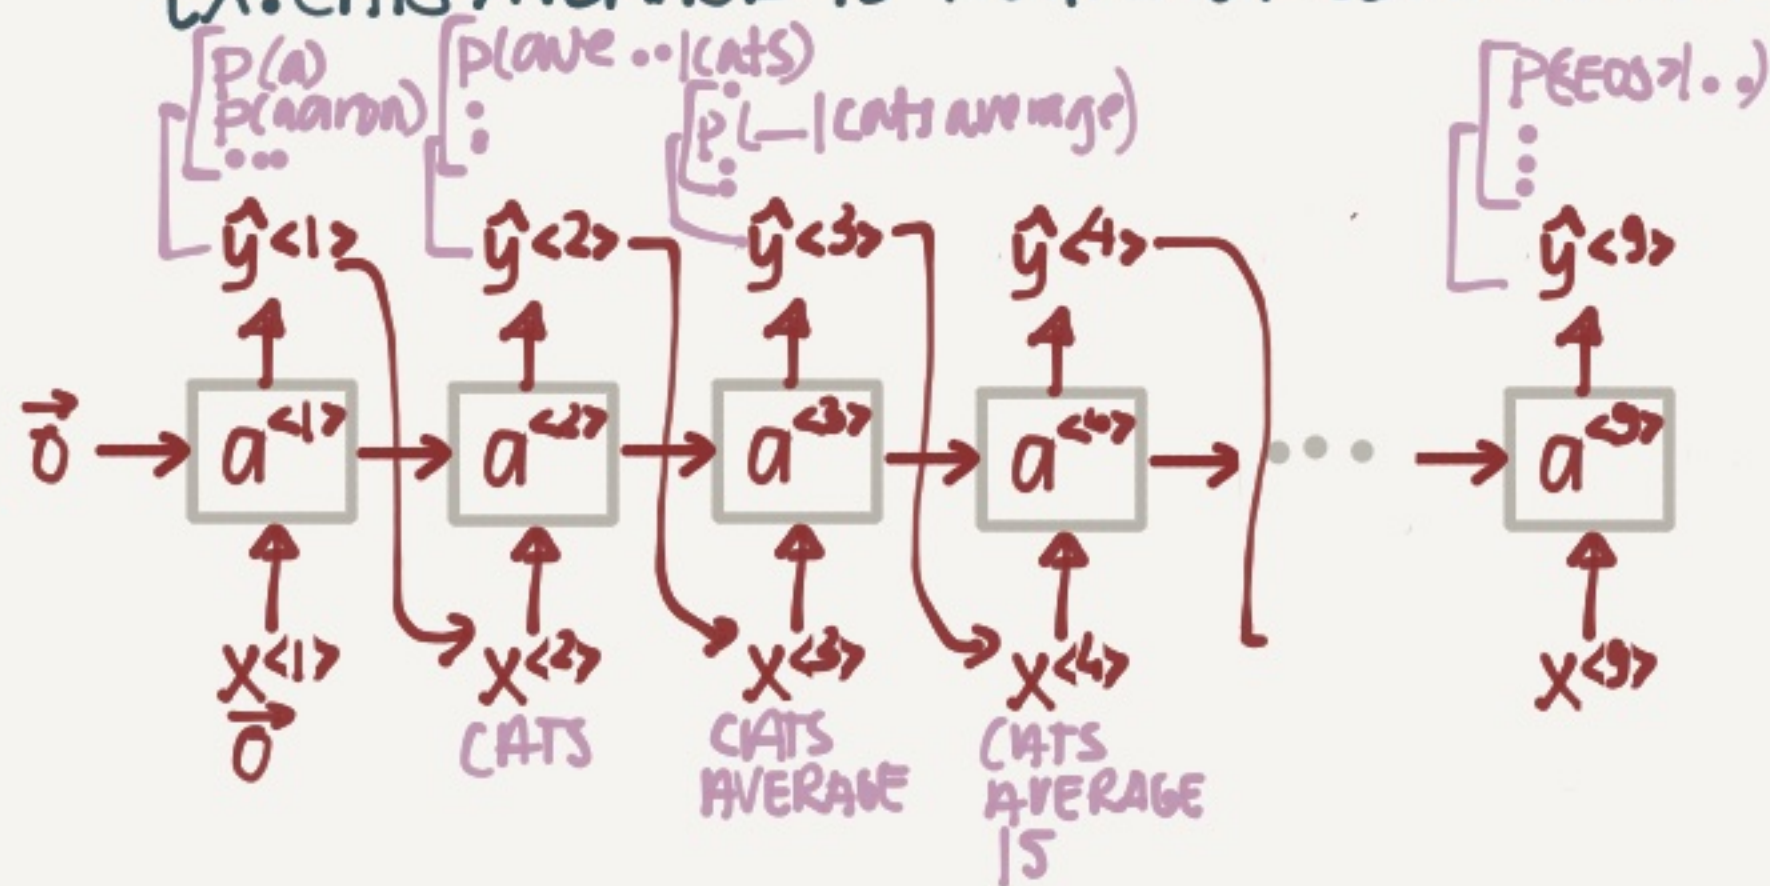 p(a)
p(aaron)
•••
p(ave ..|cats)
p(—|cats average)
P(<EOS>|..)
ŷ<1> ŷ<2> ŷ<3> ŷ<4> ŷ<9>
0 a<1> a<2> a<3> a<4> ••• a<9>
x<1> x<2> x<3> x<4> x<9>
0 CATS CATS CATS
AVERAGE AVERAGE
15